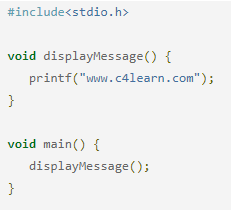 #include<stdio.h>
void displayMessage() {
printf("www.c4learn.com");
}
void main() {
displayMessage();
}